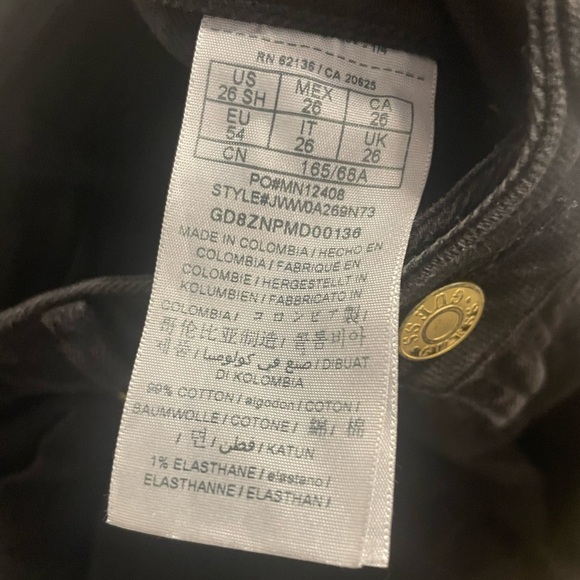 RN 62136 / CA 20625
US MEX CA
26 SH 26 26
EU IT UK
54 26 26
CN 165/66A
PO#MN12408
STYLE#JWW0A269N73
GD8ZNPMD00136
MADE IN COLOMBIA / HECHO EN
COLOMBIA / FABRIQUÉ EN
COLOMBIE / HERGESTELLT IN
KOLUMBIEN / FABBRICATO IN
COLOMBIA / コロンビア製 /
哥伦比亚制造 / 콜롬비아
제품 / صنع في كولومبيا / DIBUAT
DI KOLOMBIA
99% COTTON / algodon / COTON /
BAUMWOLLE / COTONE / 綿 / 棉
/ 면 / قطن / KATUN
1% ELASTHANE / elastano /
ELASTHANNE / ELASTHAN /
GUESS